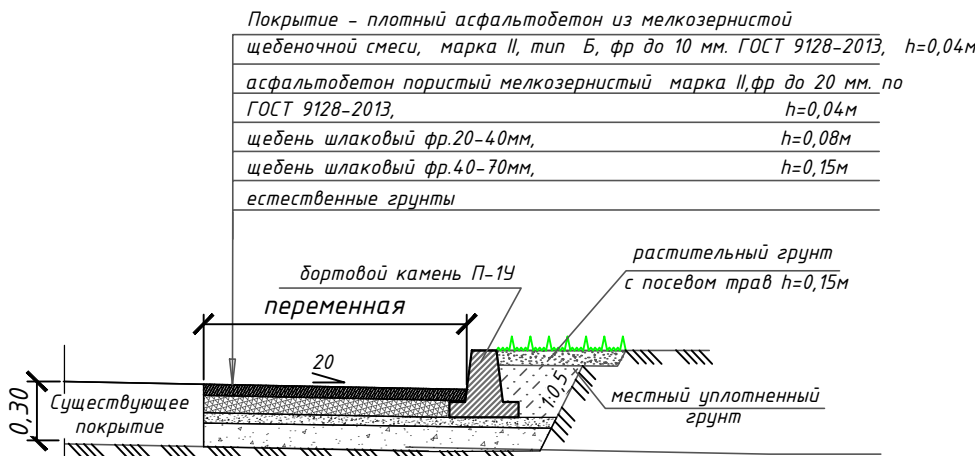 Покрытие - плотный асфальтобетон из мелкозернистой
щебеночной смеси, марка II, тип Б, фр до 10 мм. ГОСТ 9128-2013, h=0,04м
асфальтобетон пористый мелкозернистый марка II,фр до 20 мм. по
ГОСТ 9128-2013, h=0,04м
щебень шлаковый фр.20-40мм, h=0,08м
щебень шлаковый фр.40-70мм, h=0,15м
естественные грунты
растительный грунт
с посевом трав h=0,15м
бортовой камень П-1У
переменная
20
1:0,5
0.30
Существующее
покрытие
местный уплотненный
грунт